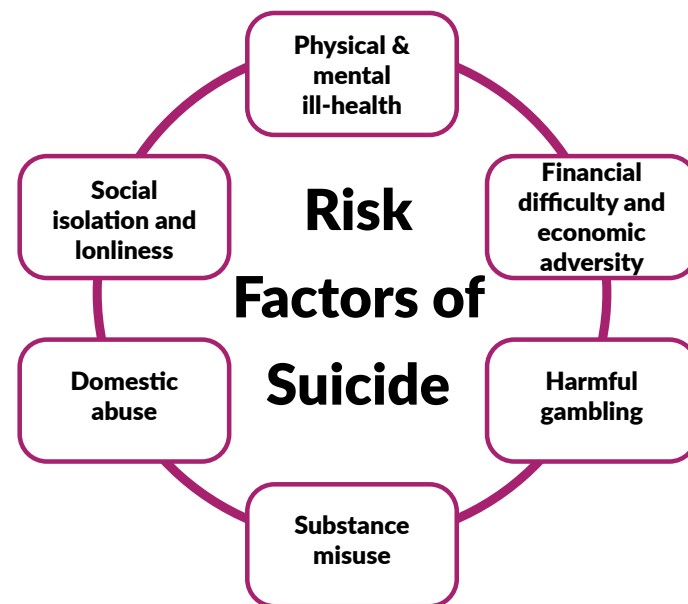 Physical &
mental
ill-health
Financial
difficulty and
economic
adversity
Harmful
gambling
Substance
misuse
Domestic
abuse
Social
isolation and
lonliness
Risk
Factors of
Suicide